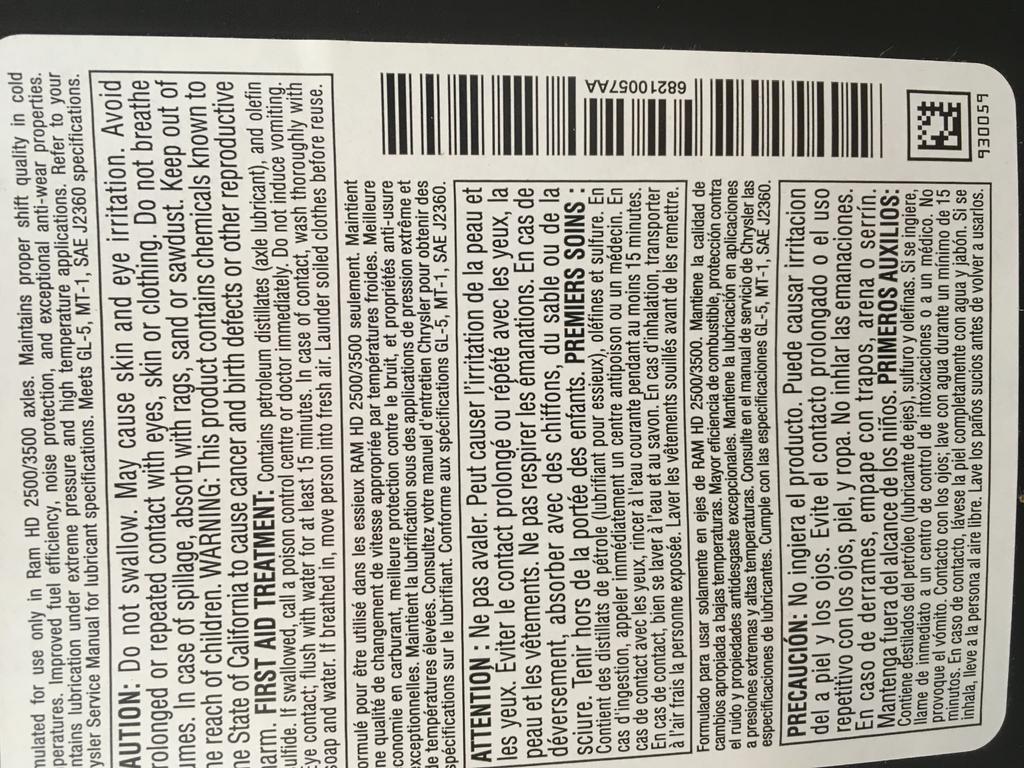 mulated for use only in Ram HD 2500/3500 axles. Maintains proper shift quality in cold
peratures. Improved fuel efficiency, noise protection, and exceptional anti-wear properties.
ntains lubrication under extreme pressure and high temperature applications. Refer to your
ysler Service Manual for lubricant specifications. Meets GL-5, MT-1, SAE J2360 specifications.
AUTION: Do not swallow. May cause skin and eye irritation. Avoid
rolonged or repeated contact with eyes, skin or clothing. Do not breathe
umes. In case of spillage, absorb with rags, sand or sawdust. Keep out of
he reach of children. WARNING: This product contains chemicals known to
he State of California to cause cancer and birth defects or other reproductive
harm. FIRST AID TREATMENT: Contains petroleum distillates (axle lubricant), and olefin
ulfide. If swallowed, call a poison control centre or doctor immediately. Do not induce vomiting.
Eye contact; flush with water for at least 15 minutes. In case of contact, wash thoroughly with
soap and water. If breathed in, move person into fresh air. Launder soiled clothes before reuse.
ormulé pour être utilisé dans les essieux RAM HD 2500/3500 seulement. Maintient
ne qualité de changement de vitesse appropriée par températures froides. Meilleure
conomie en carburant, meilleure protection contre le bruit, et propriétés anti-usure
exceptionnelles. Maintient la lubrification sous des applications de pression extrême et
de températures élevées. Consultez votre manuel d'entretien Chrysler pour obtenir des
spécifications sur le lubrifiant. Conforme aux spécifications GL-5, MT-1, SAE J2360.
ATTENTION : Ne pas avaler. Peut causer l'irritation de la peau et
les yeux. Eviter le contact prolongé ou répété avec les yeux, la
peau et les vêtements. Ne pas respirer les émanations. En cas de
déversement, absorber avec des chiffons, du sable ou de la
sciure. Tenir hors de la portée des enfants. PREMIERS SOINS :
Contient des distillats de pétrole (lubrifiant pour essieux), oléfines et sulfure. En
cas d'ingestion, appeler immédiatement un centre antipoison ou un médecin. En
cas de contact avec les yeux, rincer à l'eau courante pendant au moins 15 minutes.
En cas de contact, bien se laver à l'eau et au savon. En cas d'inhalation, transporter
à l'air frais la personne exposée. Laver les vêtements souillés avant de les remettre.
68210057AA
Formulado para usar solamente en ejes de RAM HD 2500/3500. Mantiene la calidad de
cambios apropiada a bajas temperaturas. Mayor eficiencia de combustible, protección contra
el ruido y propiedades antidesgaste excepcionales. Mantiene la lubricación en aplicaciones
a presiones extremas y altas temperaturas. Consulte en el manual de servicio de Chrysler las
especificaciones de lubricantes. Cumple con las especificaciones GL-5, MT-1, SAE J2360.
PRECAUCIÓN: No ingiera el producto. Puede causar irritacion
del a piel y los ojos. Evite el contacto prolongado o el uso
repetitivo con los ojos, piel, y ropa. No inhalar las emanaciones.
En caso de derrames, empape con trapos, arena o serrin.
Mantenga fuera del alcance de los niños. PRIMEROS AUXILIOS:
Contiene destilados del petróleo (lubricante de ejes), sulfuro y olefinas. Si se ingiere,
llame de immediato a un centro de control de intoxicaciones o a un médico. No
provoque el vómito. Contacto con los ojos; lave con agua durante un mínimo de 15
minutos. En caso de contacto, lávese la piel completamente con agua y jabón. Si se
inhala, lleve a la persona al aire libre. Lave los paños sucios antes de volver a usarlos.
930059